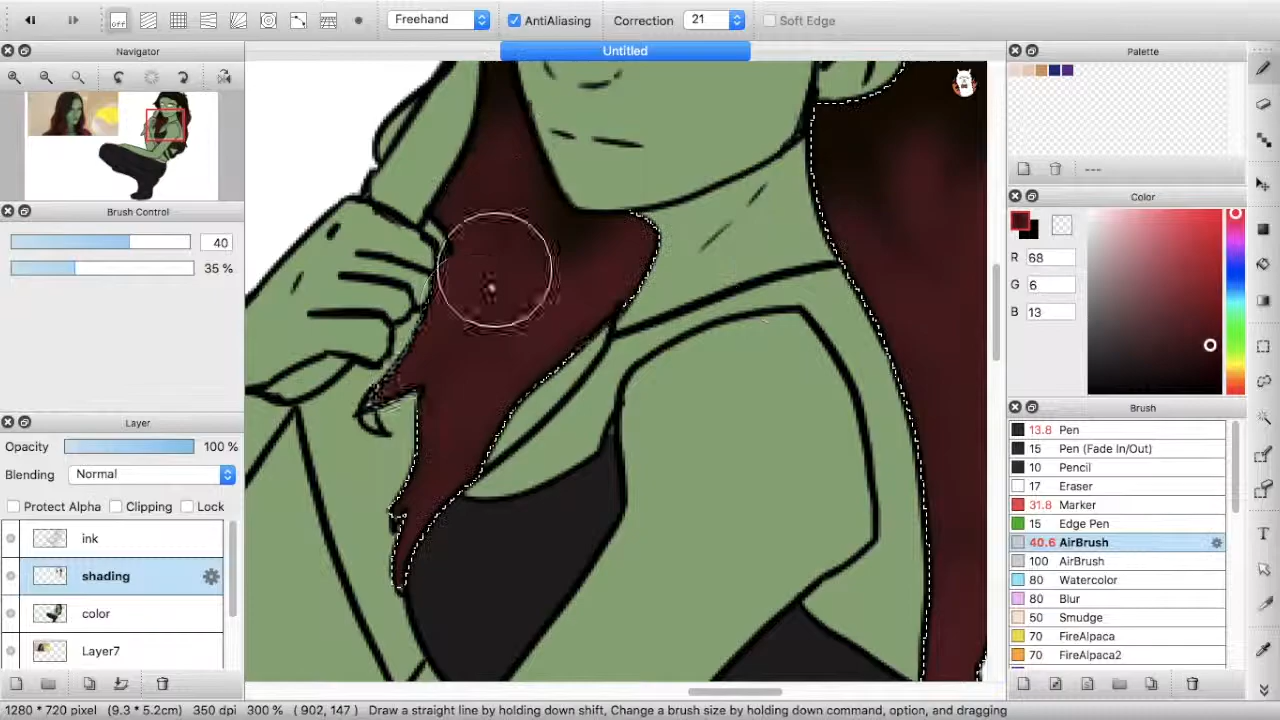 off Freehand AntiAliasing Correction 21 Soft Edge
Navigator
Untitled
Palette
---
Brush Control
40
35 %
Color
R 68
G 6
B 13
Layer
Opacity 100 %
Blending Normal
Protect Alpha Clipping Lock
ink
shading
color
Layer7
Brush
13.8 Pen
15 Pen (Fade In/Out)
10 Pencil
17 Eraser
31.8 Marker
15 Edge Pen
40.6 AirBrush
100 AirBrush
80 Watercolor
80 Blur
50 Smudge
70 FireAlpaca
70 FireAlpaca2
T
1280 * 720 pixel (9.3 * 5.2cm) 350 dpi 300 % ( 902, 147 ) Draw a straight line by holding down shift, Change a brush size by holding down command, option, and dragging